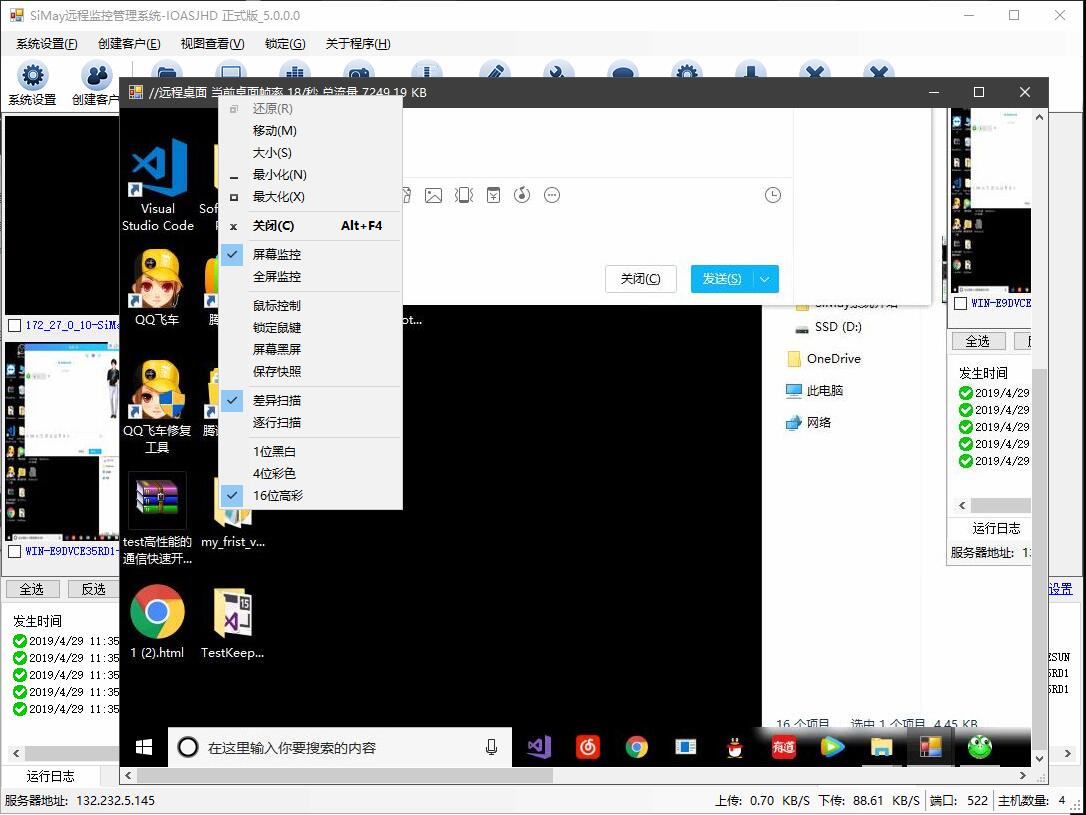 SiMay远程监控管理系统-IOASJHD 正式版_5.0.0.0
系统设置(F) 创建客户(E) 视图查看(V) 锁定(G) 关于程序(H)
系统设置 创建客户
//远程桌面 当前桌面帧率 18/秒 总流量 7249.19 KB
还原(R)
移动(M)
大小(S)
最小化(N)
最大化(X)
关闭(C) Alt+F4
屏幕监控
全屏监控
鼠标控制
锁定鼠键
屏幕黑屏
保存快照
差异扫描
逐行扫描
1位黑白
4位彩色
16位高彩
Visual
Studio Code
QQ飞车
QQ飞车修复
工具
test高性能的
通信快速开...
my_frist_v...
1 (2).html
TestKeep...
关闭(C) 发送(S)
ot...
SSD (D:)
OneDrive
此电脑
网络
16 个项目 选中 1 个项目 4.45 KB
WIN-E9DVCE
全选
发生时间
2019/4/29
2019/4/29
2019/4/29
2019/4/29
2019/4/29
运行日志
服务器地址: 13
在这里输入你要搜索的内容
有道
172_27_0_10-SiMa
WIN-E9DVCE35RD1-
全选 反选
设置
发生时间
2019/4/29 11:35
2019/4/29 11:35
2019/4/29 11:35
2019/4/29 11:35
2019/4/29 11:35
ESUN
5RD1
5RD1
运行日志
服务器地址: 132.232.5.145
上传: 0.70 KB/S 下传: 88.61 KB/S 端口: 522 主机数量: 4